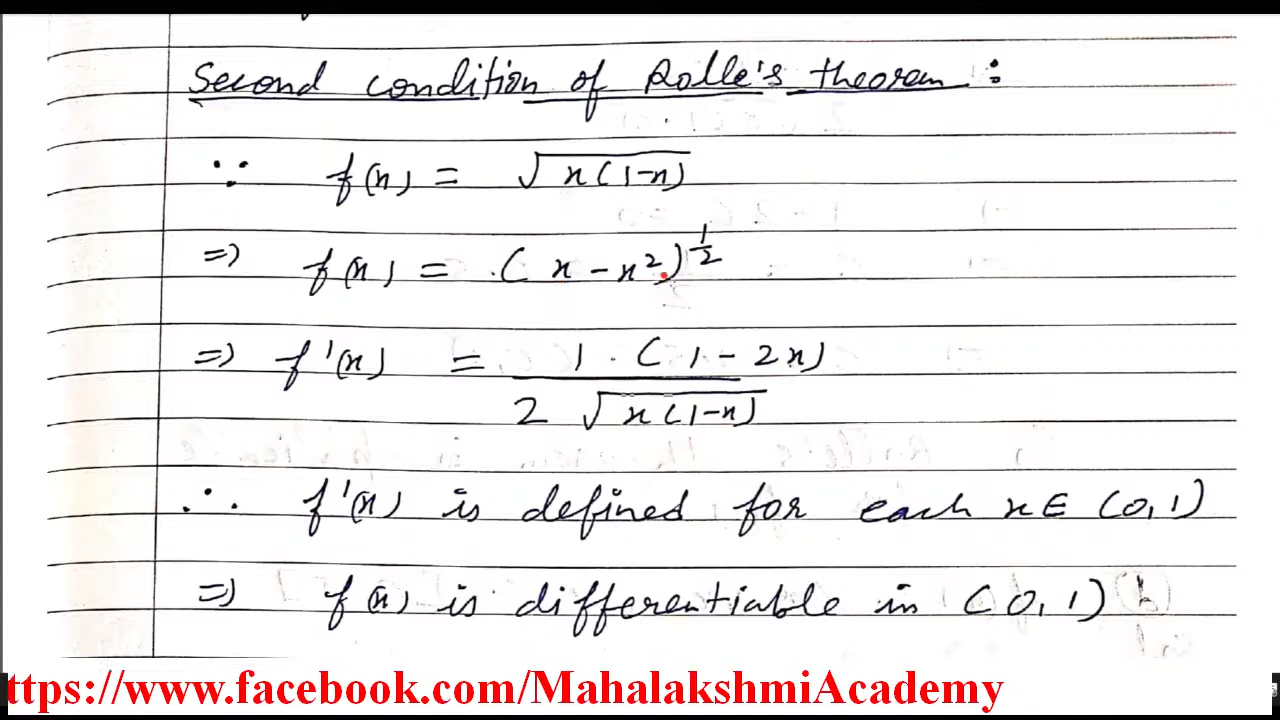 Second condition of Rolle's theorem :
∵ f(x) = √x(1-x)
⇒ f(x) = (x - x²)^1/2
⇒ f'(x) = 1 . (1 - 2x) / 2 √x(1-x)
∴ f'(x) is defined for each x ∈ (0,1)
⇒ f(x) is differentiable in (0,1)
ttps://www.facebook.com/MahalakshmiAcademy